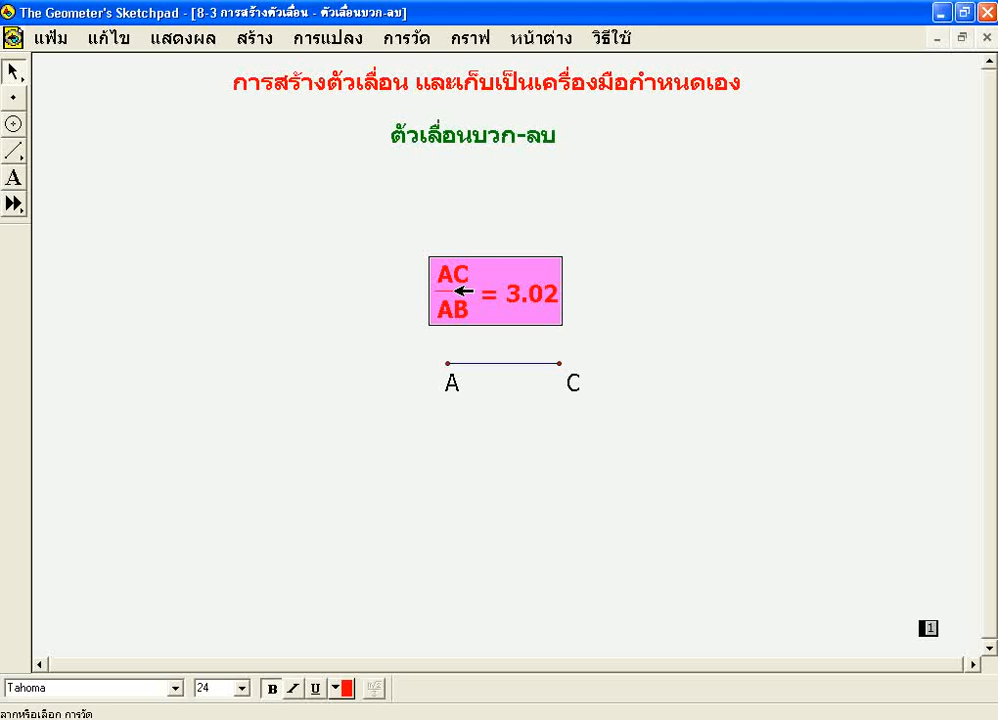 The Geometer's Sketchpad - [8-3 การสร้างตัวเลื่อน - ตัวเลื่อนบวก-ลบ]
แฟ้ม แก้ไข แสดงผล สร้าง การแปลง การวัด กราฟ หน้าต่าง วิธีใช้
การสร้างตัวเลื่อน และเก็บเป็นเครื่องมือกำหนดเอง
ตัวเลื่อนบวก-ลบ
A
AC
AB
= 3.02
A C
1
Tahoma 24 B I U
ลากหรือเลือก การวัด